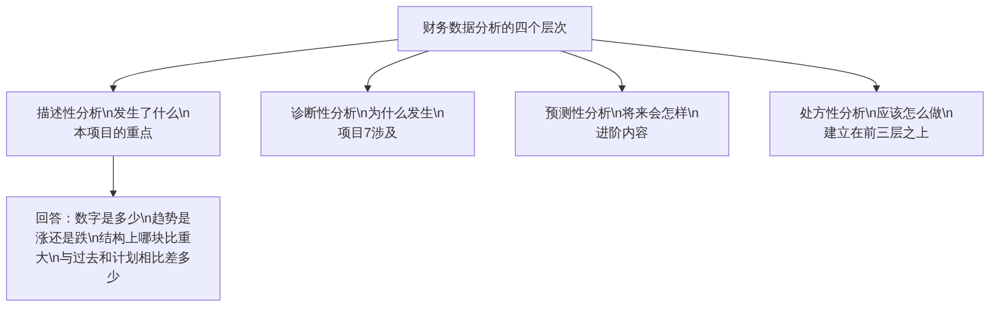 财务数据分析的四个层次
描述性分析\n发生了什么\n
本项目的重点
诊断性分析\n为什么发生\n
项目7涉及
预测性分析\n将来会怎样\n
进阶内容
处方性分析\n应该怎么做\n
建立在前三层之上
回答：数字是多少\n趋势是
涨还是跌\n结构上哪块比重
大\n与过去和计划相比差多
少